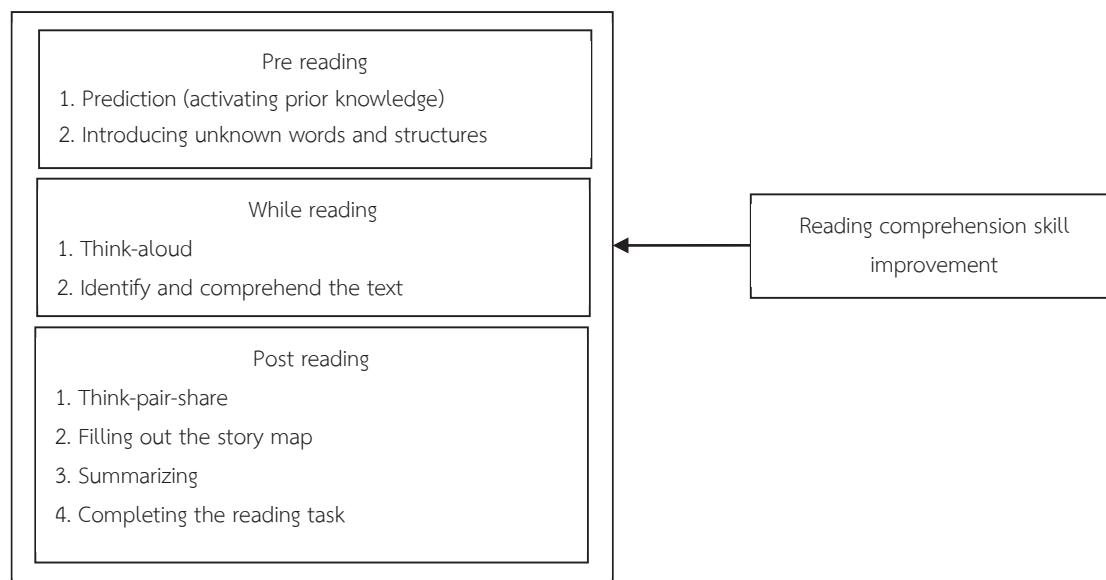 Pre reading
1. Prediction (activating prior knowledge)
2. Introducing unknown words and structures
While reading
1. Think-aloud
2. Identify and comprehend the text
Post reading
1. Think-pair-share
2. Filling out the story map
3. Summarizing
4. Completing the reading task
Reading comprehension skill
improvement